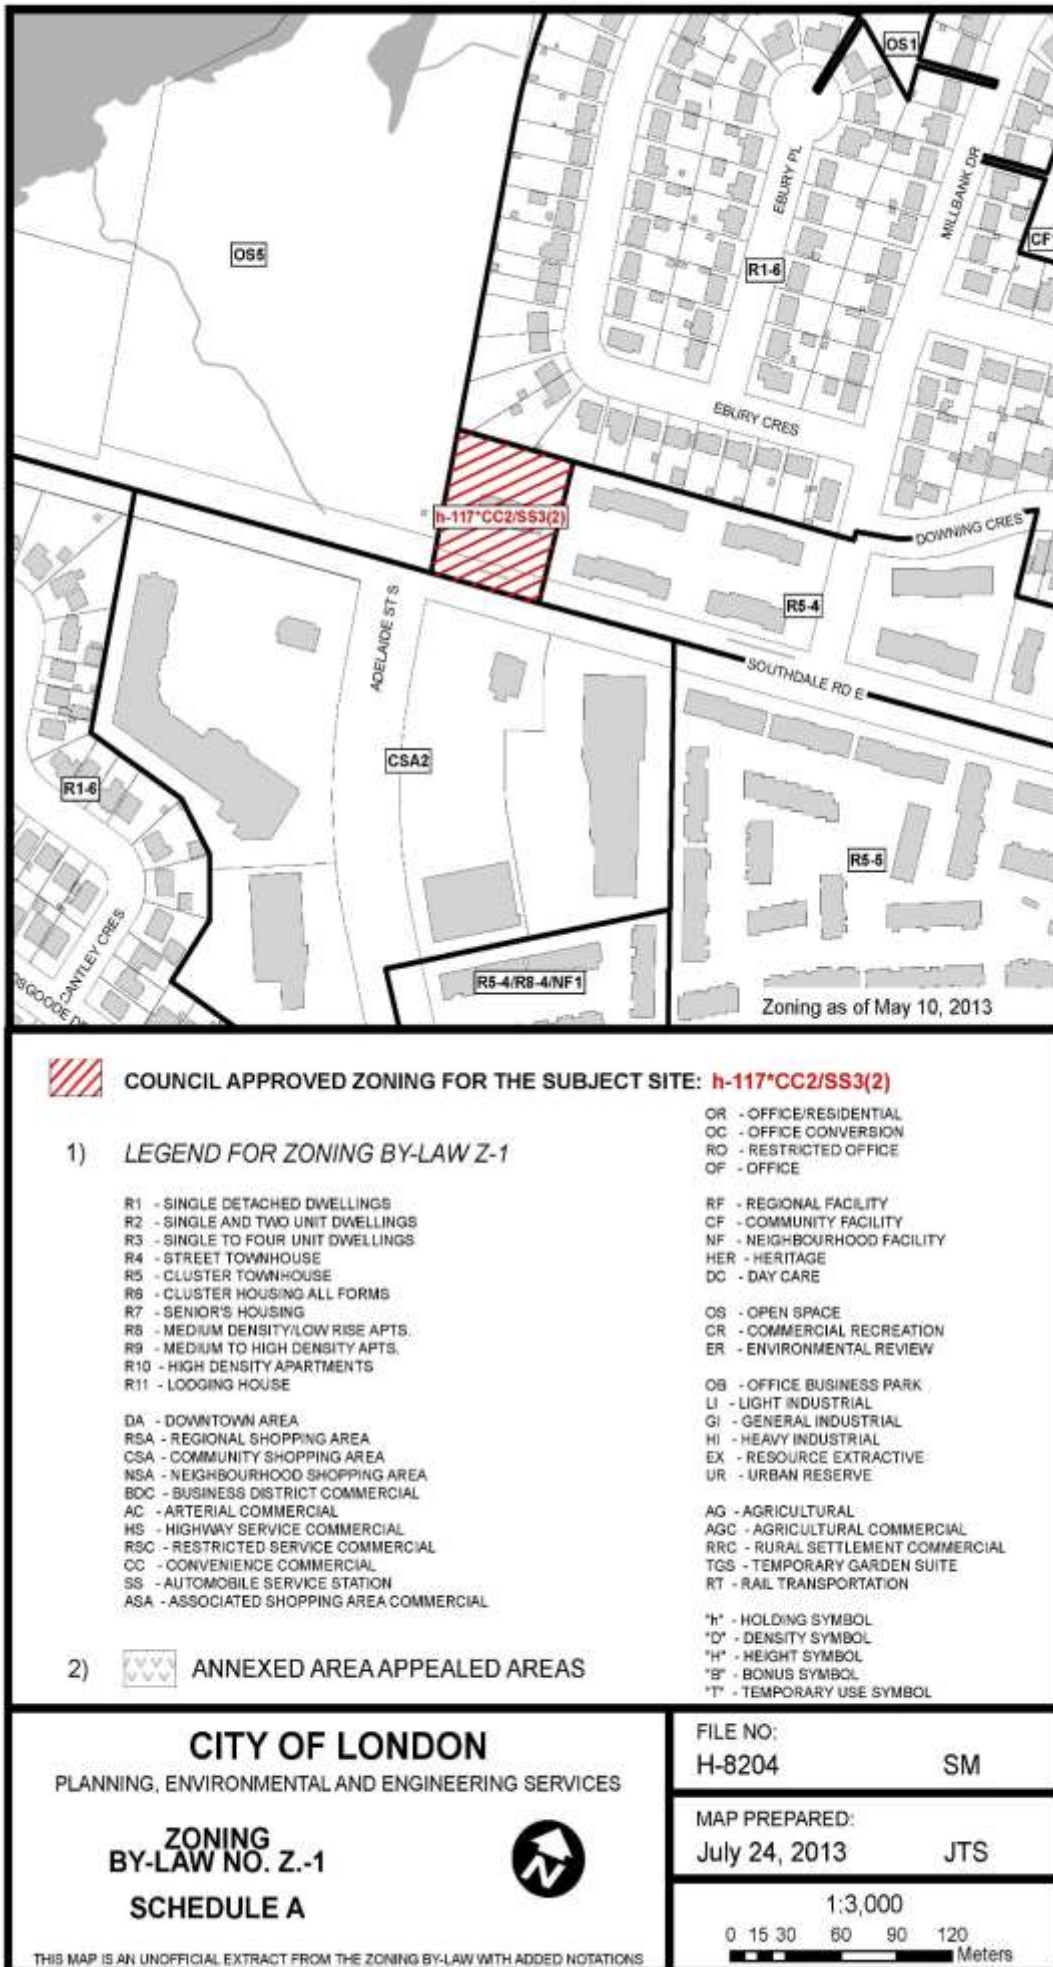 OS1
EBURY PL
MILLBANK DR
CF
OS5
R1-6
EBURY CRES
h-117*CC2/SS3(2)
DOWNING CRES
R5-4
ADELAIDE ST S
SOUTHDALE RD E
CSA2
R1-6
R5-5
CANTLEY CRES
OSGOODE DR
R5-4/R8-4/NF1
Zoning as of May 10, 2013
COUNCIL APPROVED ZONING FOR THE SUBJECT SITE: h-117*CC2/SS3(2)
1) LEGEND FOR ZONING BY-LAW Z-1
R1 - SINGLE DETACHED DWELLINGS
R2 - SINGLE AND TWO UNIT DWELLINGS
R3 - SINGLE TO FOUR UNIT DWELLINGS
R4 - STREET TOWNHOUSE
R5 - CLUSTER TOWNHOUSE
R6 - CLUSTER HOUSING ALL FORMS
R7 - SENIOR'S HOUSING
R8 - MEDIUM DENSITY/LOW RISE APTS.
R9 - MEDIUM TO HIGH DENSITY APTS.
R10 - HIGH DENSITY APARTMENTS
R11 - LODGING HOUSE
DA - DOWNTOWN AREA
RSA - REGIONAL SHOPPING AREA
CSA - COMMUNITY SHOPPING AREA
NSA - NEIGHBOURHOOD SHOPPING AREA
BDC - BUSINESS DISTRICT COMMERCIAL
AC - ARTERIAL COMMERCIAL
HS - HIGHWAY SERVICE COMMERCIAL
RSC - RESTRICTED SERVICE COMMERCIAL
CC - CONVENIENCE COMMERCIAL
SS - AUTOMOBILE SERVICE STATION
ASA - ASSOCIATED SHOPPING AREA COMMERCIAL
OR - OFFICE/RESIDENTIAL
OC - OFFICE CONVERSION
RO - RESTRICTED OFFICE
OF - OFFICE
RF - REGIONAL FACILITY
CF - COMMUNITY FACILITY
NF - NEIGHBOURHOOD FACILITY
HER - HERITAGE
DC - DAY CARE
OS - OPEN SPACE
CR - COMMERCIAL RECREATION
ER - ENVIRONMENTAL REVIEW
OB - OFFICE BUSINESS PARK
LI - LIGHT INDUSTRIAL
GI - GENERAL INDUSTRIAL
HI - HEAVY INDUSTRIAL
EX - RESOURCE EXTRACTIVE
UR - URBAN RESERVE
AG - AGRICULTURAL
AGC - AGRICULTURAL COMMERCIAL
RRC - RURAL SETTLEMENT COMMERCIAL
TGS - TEMPORARY GARDEN SUITE
RT - RAIL TRANSPORTATION
"h" - HOLDING SYMBOL
"D" - DENSITY SYMBOL
"H" - HEIGHT SYMBOL
"B" - BONUS SYMBOL
"T" - TEMPORARY USE SYMBOL
2) ANNEXED AREA APPEALED AREAS
CITY OF LONDON
PLANNING, ENVIRONMENTAL AND ENGINEERING SERVICES
ZONING
BY-LAW NO. Z.-1
SCHEDULE A
N
THIS MAP IS AN UNOFFICIAL EXTRACT FROM THE ZONING BY-LAW WITH ADDED NOTATIONS
FILE NO:
H-8204 SM
MAP PREPARED:
July 24, 2013 JTS
1:3,000
0 15 30 60 90 120
Meters